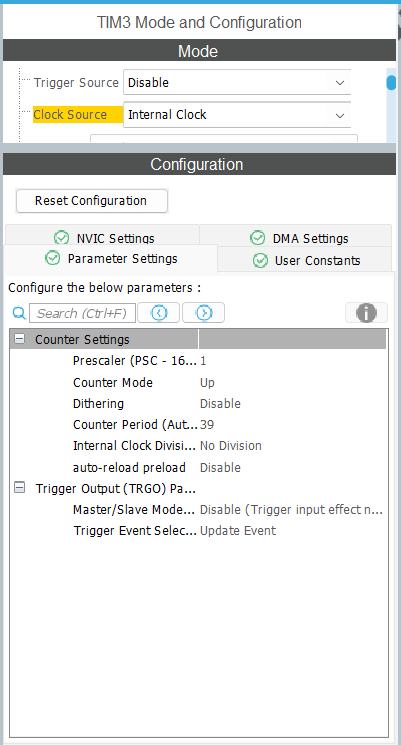 TIM3 Mode and Configuration
Mode
Trigger Source Disable
Clock Source Internal Clock
Configuration
Reset Configuration
NVIC Settings DMA Settings
Parameter Settings User Constants
Configure the below parameters :
Search (Ctrl+F)
Counter Settings
Prescaler (PSC - 16... 1
Counter Mode Up
Dithering Disable
Counter Period (Aut... 39
Internal Clock Divisi... No Division
auto-reload preload Disable
Trigger Output (TRGO) Pa...
Master/Slave Mode... Disable (Trigger input effect n...
Trigger Event Selec... Update Event